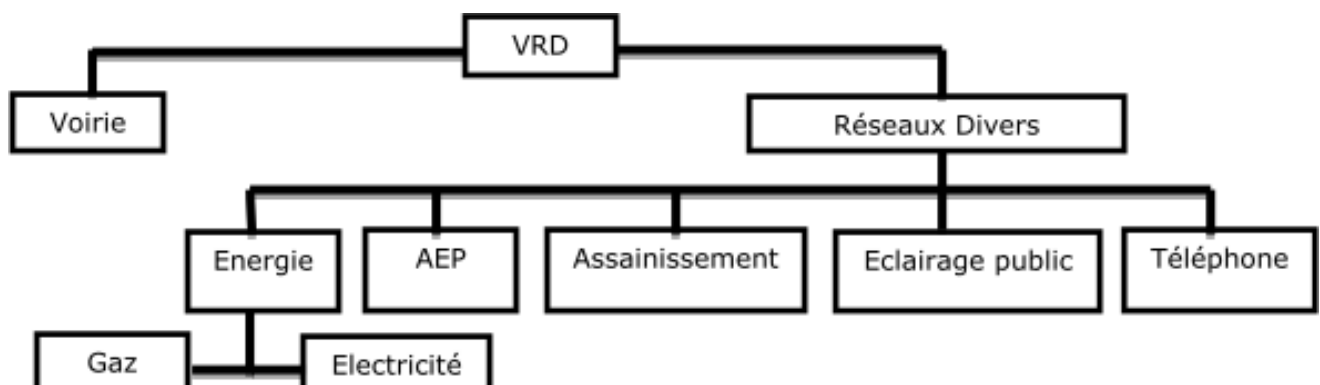 VRD
Voirie
Réseaux Divers
Energie
AEP
Assainissement
Eclairage public
Téléphone
Gaz
Electricité